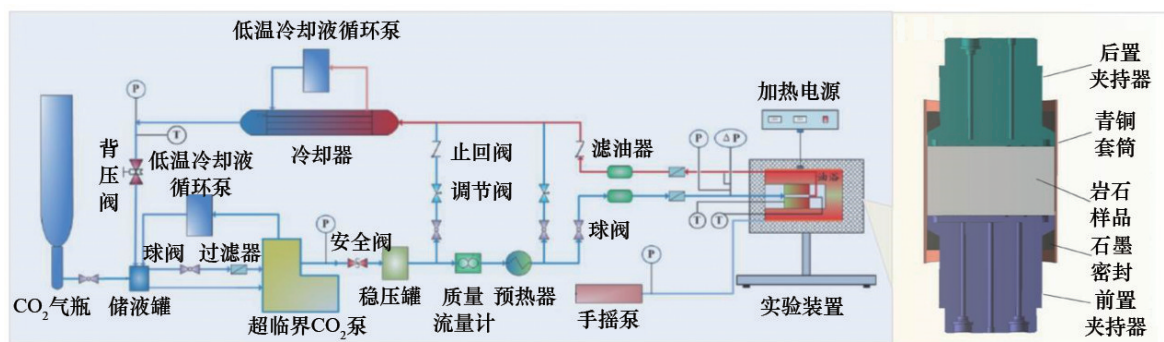 低温冷却液循环泵
P
T
背
压
阀
低温冷却液
循环泵
冷却器
止回阀
调节阀
滤油器
加热电源
P
ΔP
油浴
T
T
球阀
过滤器
P
安全阀
球阀
P
CO₂气瓶
储液罐
超临界CO₂泵
稳压罐
质量
流量计
预热器
手摇泵
实验装置
后置
夹持器
青铜
套筒
岩石
样品
石墨
密封
前置
夹持器